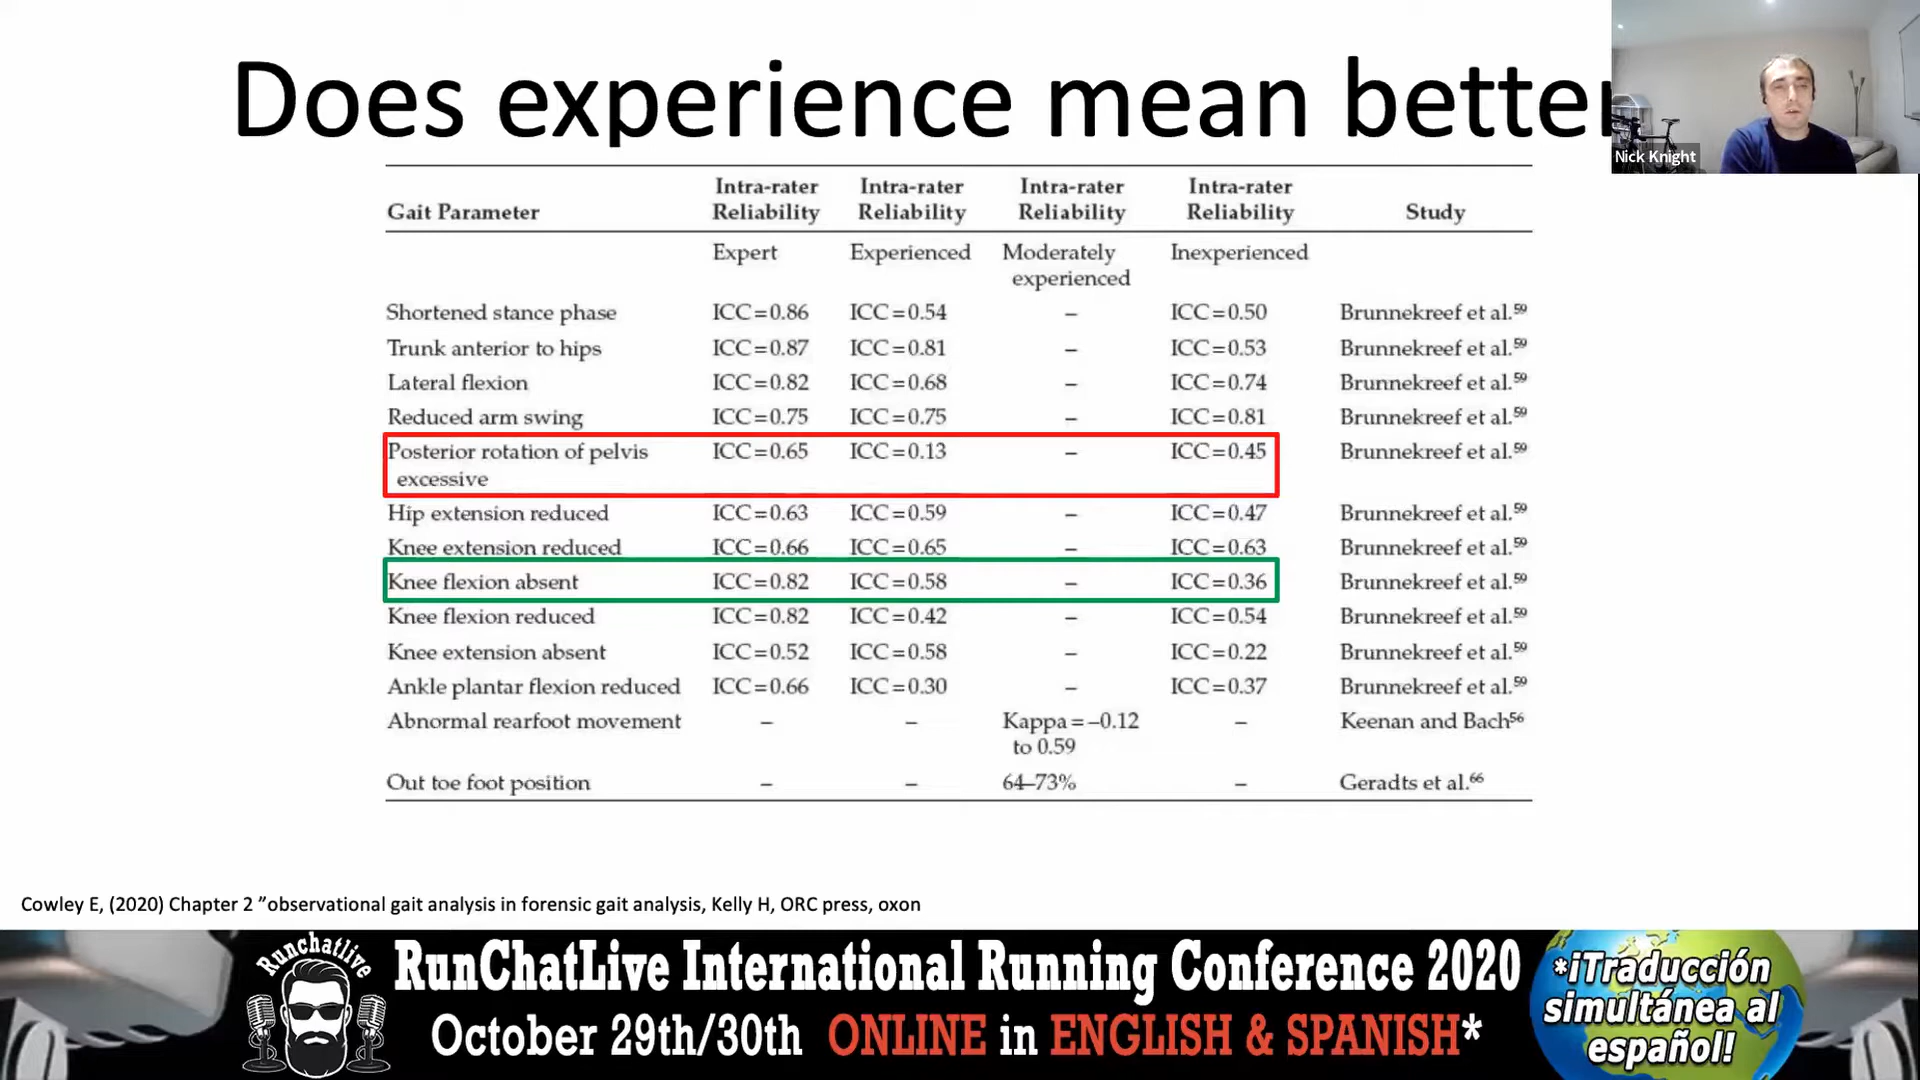 Does experience mean better
Nick Knight
Gait Parameter Intra-rater Reliability Intra-rater Reliability Intra-rater Reliability Intra-rater Reliability Study
Expert Experienced Moderately experienced Inexperienced
Shortened stance phase ICC=0.86 ICC=0.54 – ICC=0.50 Brunnekreef et al.59
Trunk anterior to hips ICC=0.87 ICC=0.81 – ICC=0.53 Brunnekreef et al.59
Lateral flexion ICC=0.82 ICC=0.68 – ICC=0.74 Brunnekreef et al.59
Reduced arm swing ICC=0.75 ICC=0.75 – ICC=0.81 Brunnekreef et al.59
Posterior rotation of pelvis excessive ICC=0.65 ICC=0.13 – ICC=0.45 Brunnekreef et al.59
Hip extension reduced ICC=0.63 ICC=0.59 – ICC=0.47 Brunnekreef et al.59
Knee extension reduced ICC=0.66 ICC=0.65 – ICC=0.63 Brunnekreef et al.59
Knee flexion absent ICC=0.82 ICC=0.58 – ICC=0.36 Brunnekreef et al.59
Knee flexion reduced ICC=0.82 ICC=0.42 – ICC=0.54 Brunnekreef et al.59
Knee extension absent ICC=0.52 ICC=0.58 – ICC=0.22 Brunnekreef et al.59
Ankle plantar flexion reduced ICC=0.66 ICC=0.30 – ICC=0.37 Brunnekreef et al.59
Abnormal rearfoot movement – – Kappa=–0.12 to 0.59 – Keenan and Bach56
Out toe foot position – – 64–73% – Geradts et al.66
Cowley E, (2020) Chapter 2 "observational gait analysis in forensic gait analysis, Kelly H, ORC press, oxon
Runchatlive
RunChatLive International Running Conference 2020
October 29th/30th ONLINE in ENGLISH & SPANISH*
*¡Traducción
simultánea al
español!